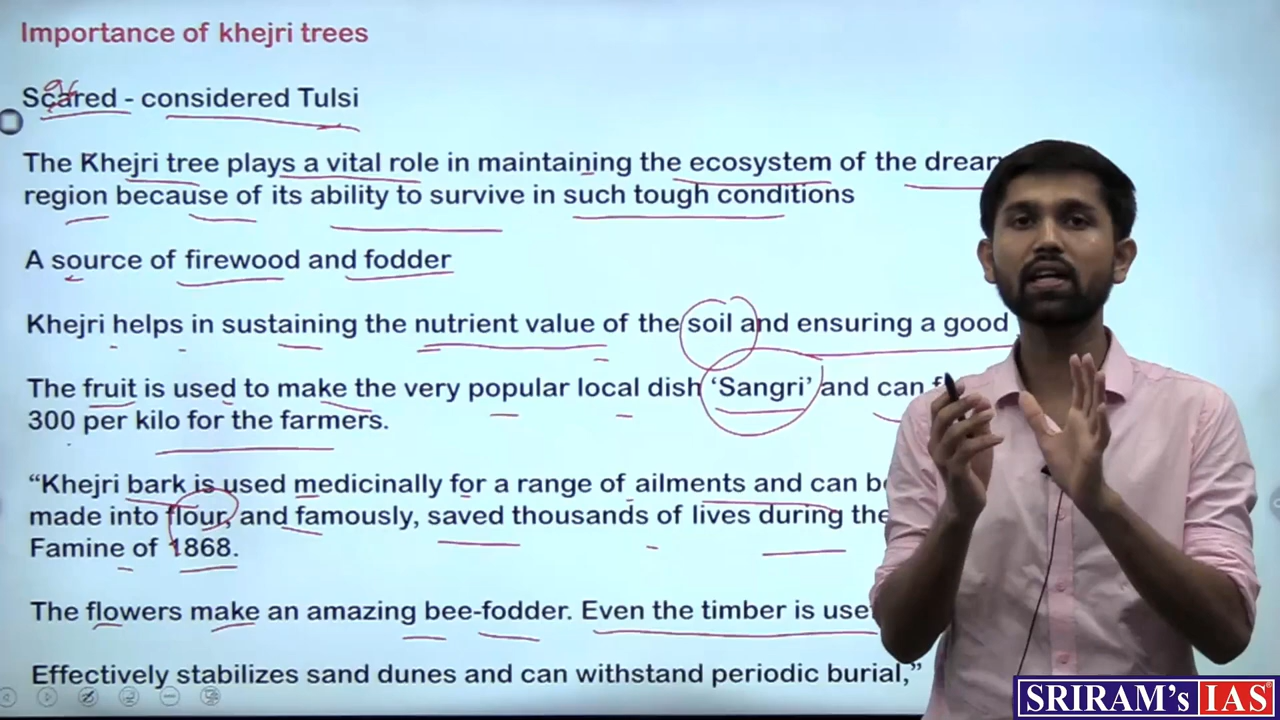 Importance of khejri trees
Scared - considered Tulsi
The Khejri tree plays a vital role in maintaining the ecosystem of the
region because of its ability to survive in such tough conditions
A source of firewood and fodder
Khejri helps in sustaining the nutrient value of the soil and ensuring a good
The fruit is used to make the very popular local dish ‘Sangri’ and can
300 per kilo for the farmers.
“Khejri bark is used medicinally for a range of ailments and can
made into flour, and famously, saved thousands of lives during the
Famine of 1868.
The flowers make an amazing bee-fodder. Even the timber is
Effectively stabilizes sand dunes and can withstand periodic burial,”
SRIRAM's IAS